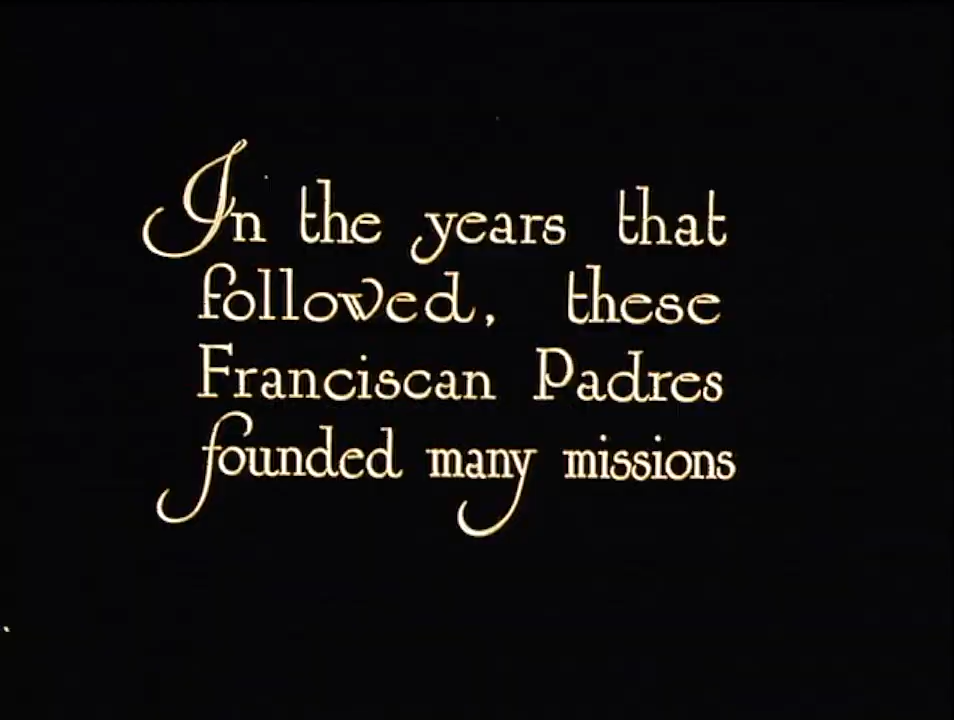 In the years that
followed, these
Franciscan Padres
founded many missions